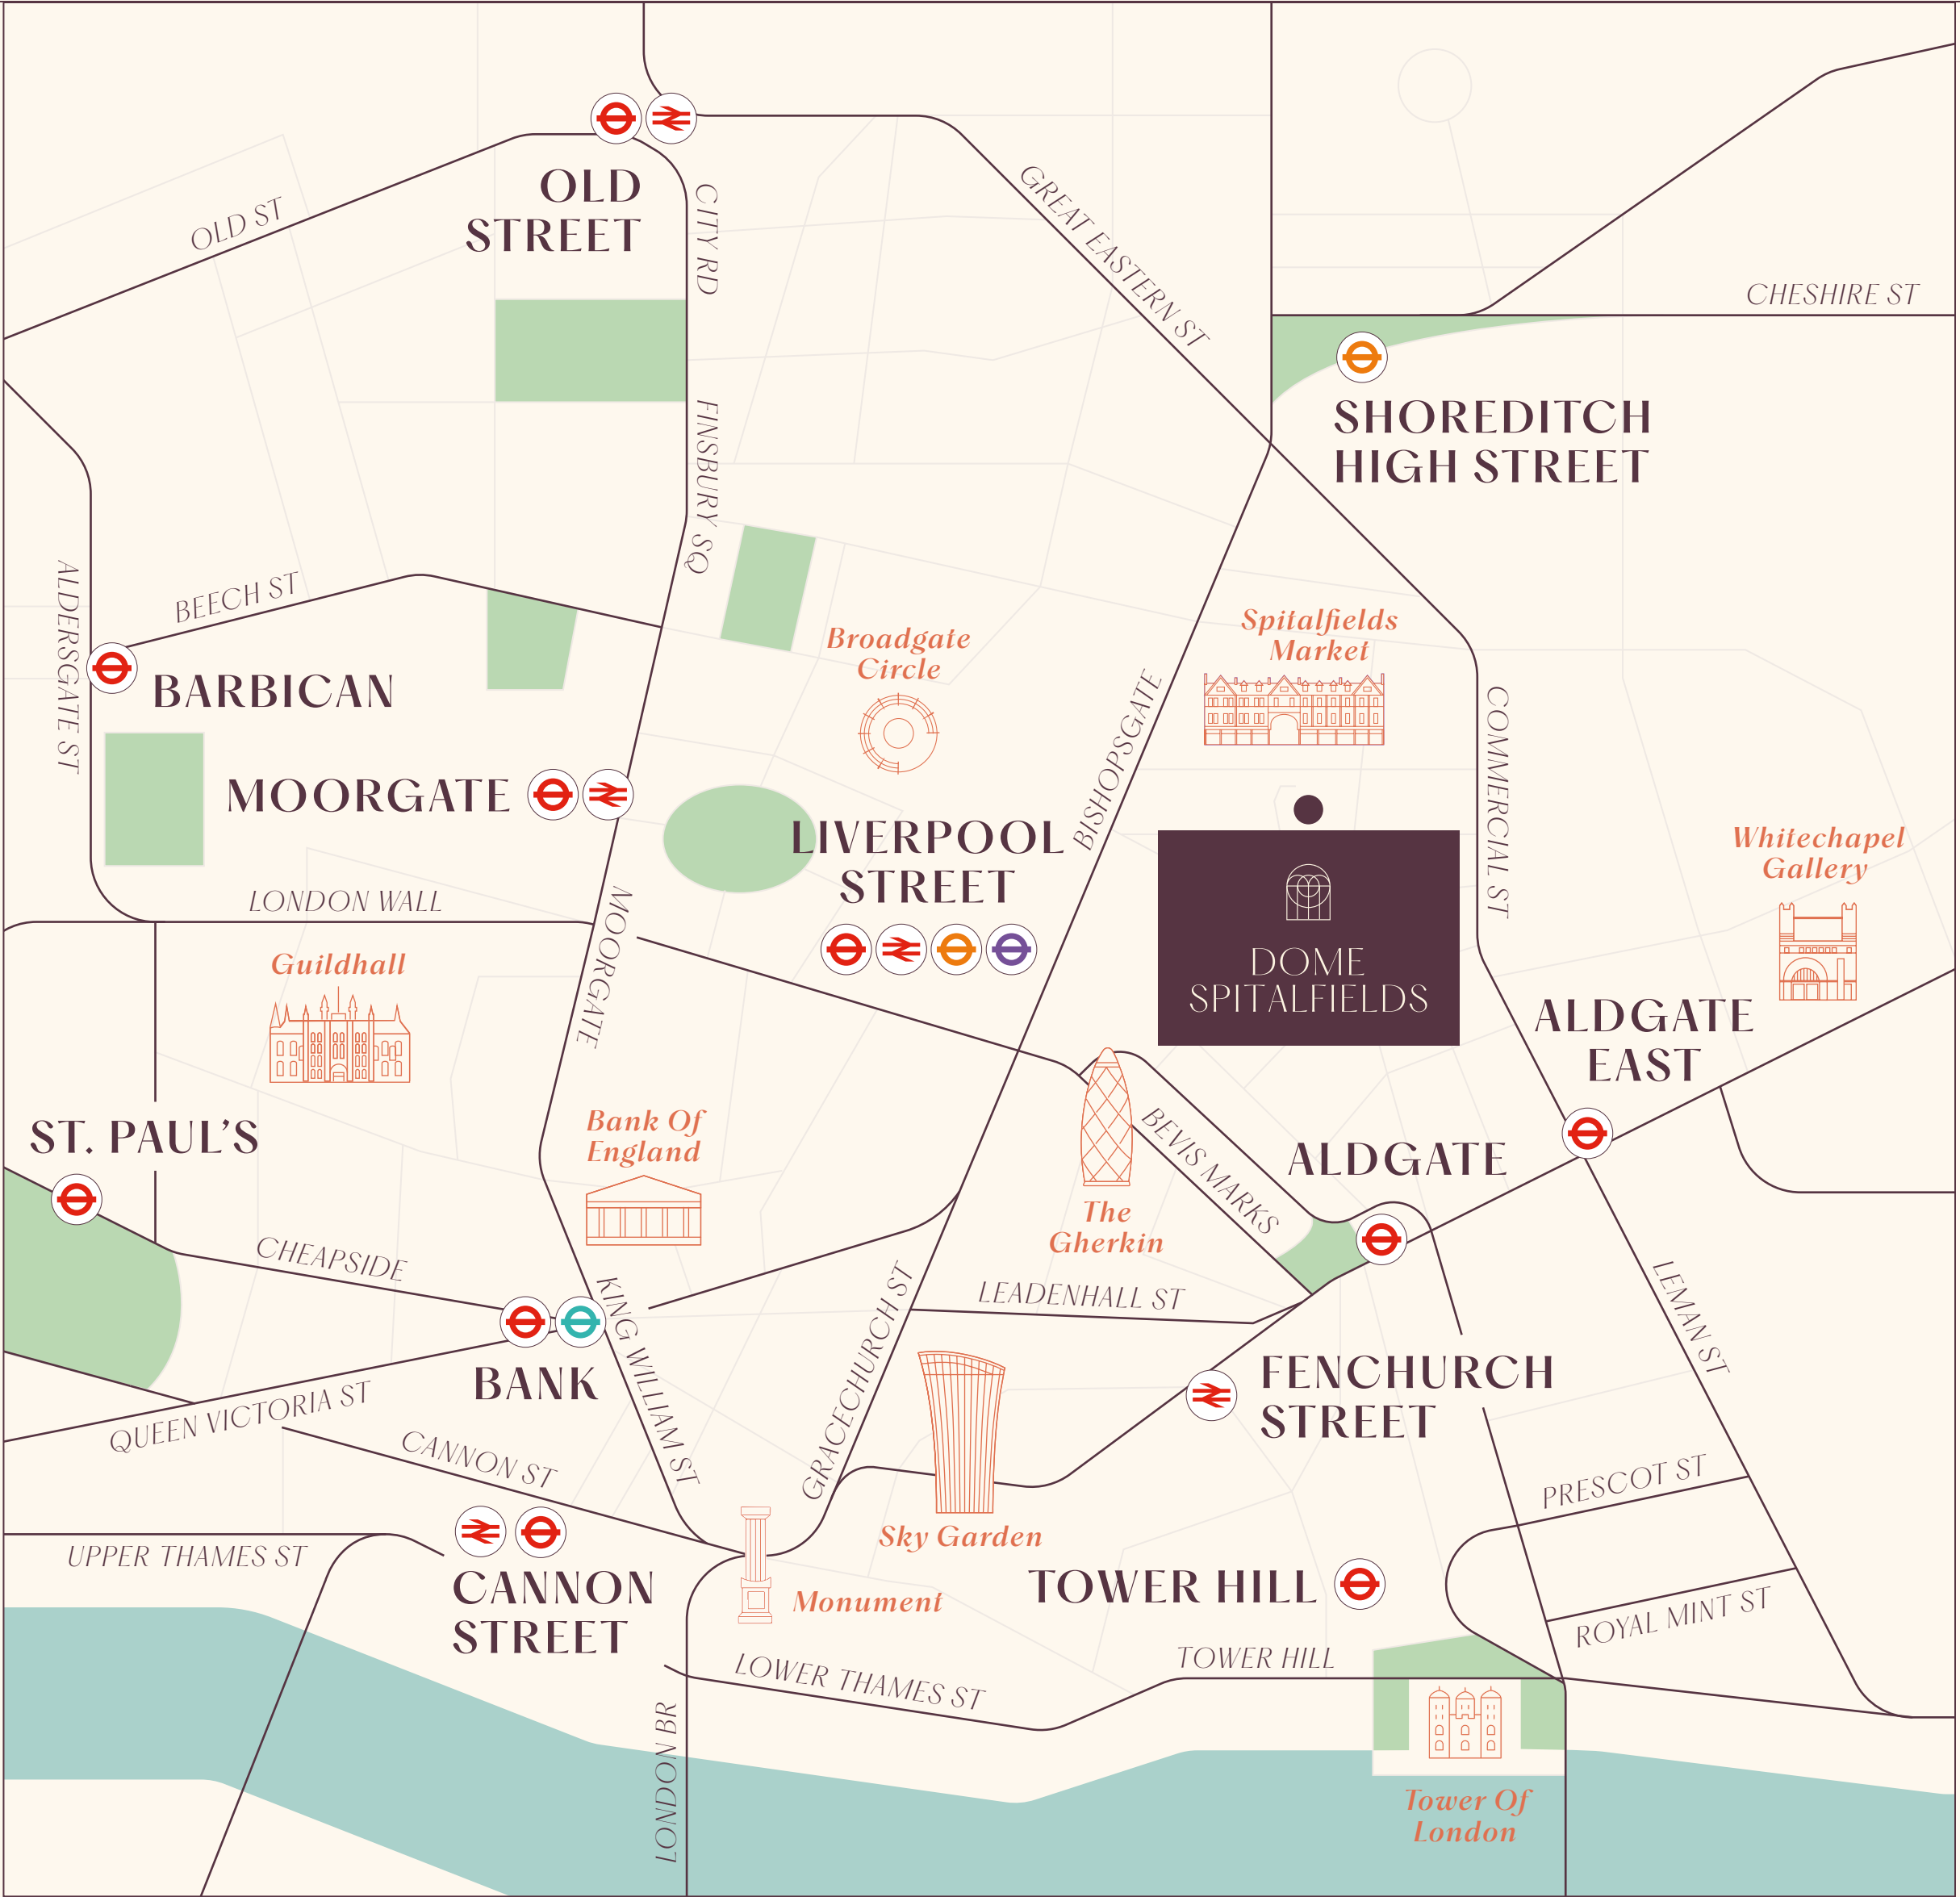 OLD
STREET
OLD ST
CITY RD
GREAT EASTERN ST
CHESHIRE ST
SHOREDITCH
HIGH STREET
FINSBURY SQ
ALDERSGATE ST
BEECH ST
BARBICAN
Broadgate
Circle
Spitalfields
Market
BISHOPSGATE
COMMERCIAL ST
MOORGATE
LIVERPOOL
STREET
Whitechapel
Gallery
LONDON WALL
MOORGATE
DOME
SPITALFIELDS
Guildhall
ALDGATE
EAST
ST. PAUL'S
Bank Of
England
BEVIS MARKS
ALDGATE
The
Gherkin
CHEAPSIDE
LEADENHALL ST
KING WILLIAM ST
GRACECHURCH ST
LEMAN ST
BANK
FENCHURCH
STREET
QUEEN VICTORIA ST
CANNON ST
PRESCOT ST
Sky Garden
UPPER THAMES ST
CANNON
STREET
Monument
TOWER HILL
ROYAL MINT ST
TOWER HILL
LOWER THAMES ST
LONDON BR
Tower Of
London